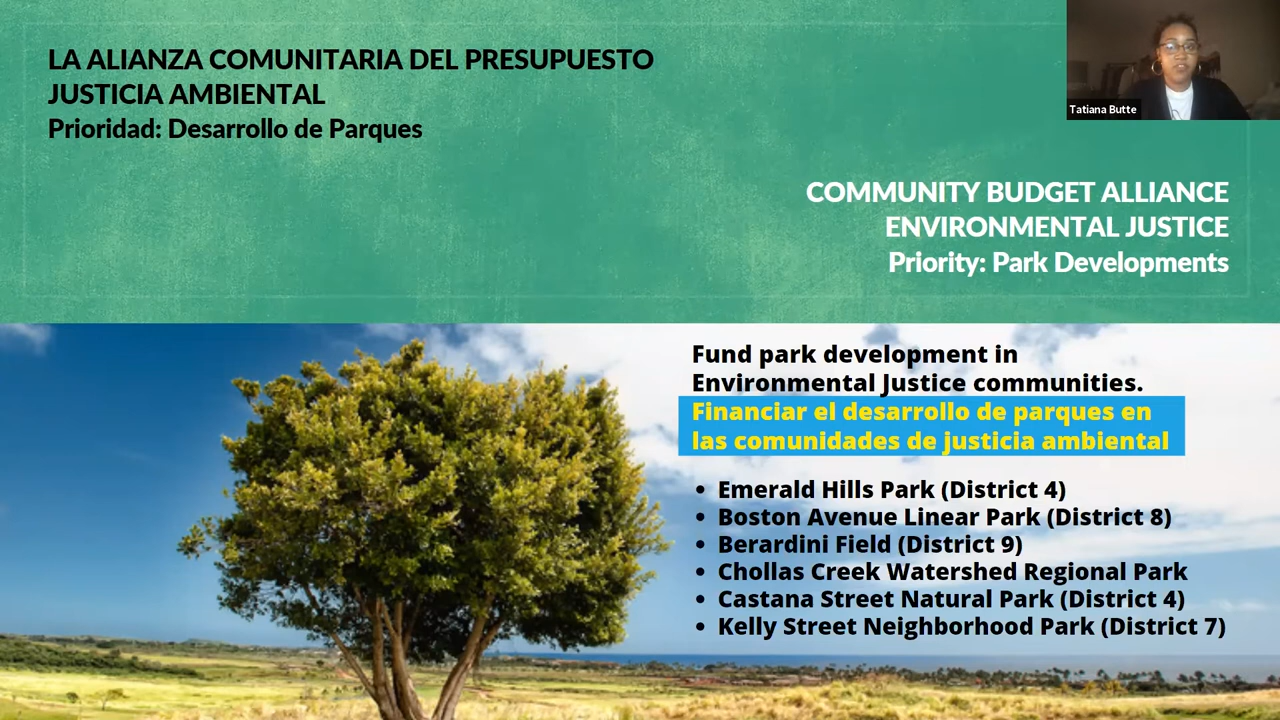 LA ALIANZA COMUNITARIA DEL PRESUPUESTO
JUSTICIA AMBIENTAL
Prioridad: Desarrollo de Parques
Tatiana Butte
COMMUNITY BUDGET ALLIANCE
ENVIRONMENTAL JUSTICE
Priority: Park Developments
Fund park development in
Environmental Justice communities.
Financiar el desarrollo de parques en
las comunidades de justicia ambiental
• Emerald Hills Park (District 4)
• Boston Avenue Linear Park (District 8)
• Berardini Field (District 9)
• Chollas Creek Watershed Regional Park
• Castana Street Natural Park (District 4)
• Kelly Street Neighborhood Park (District 7)